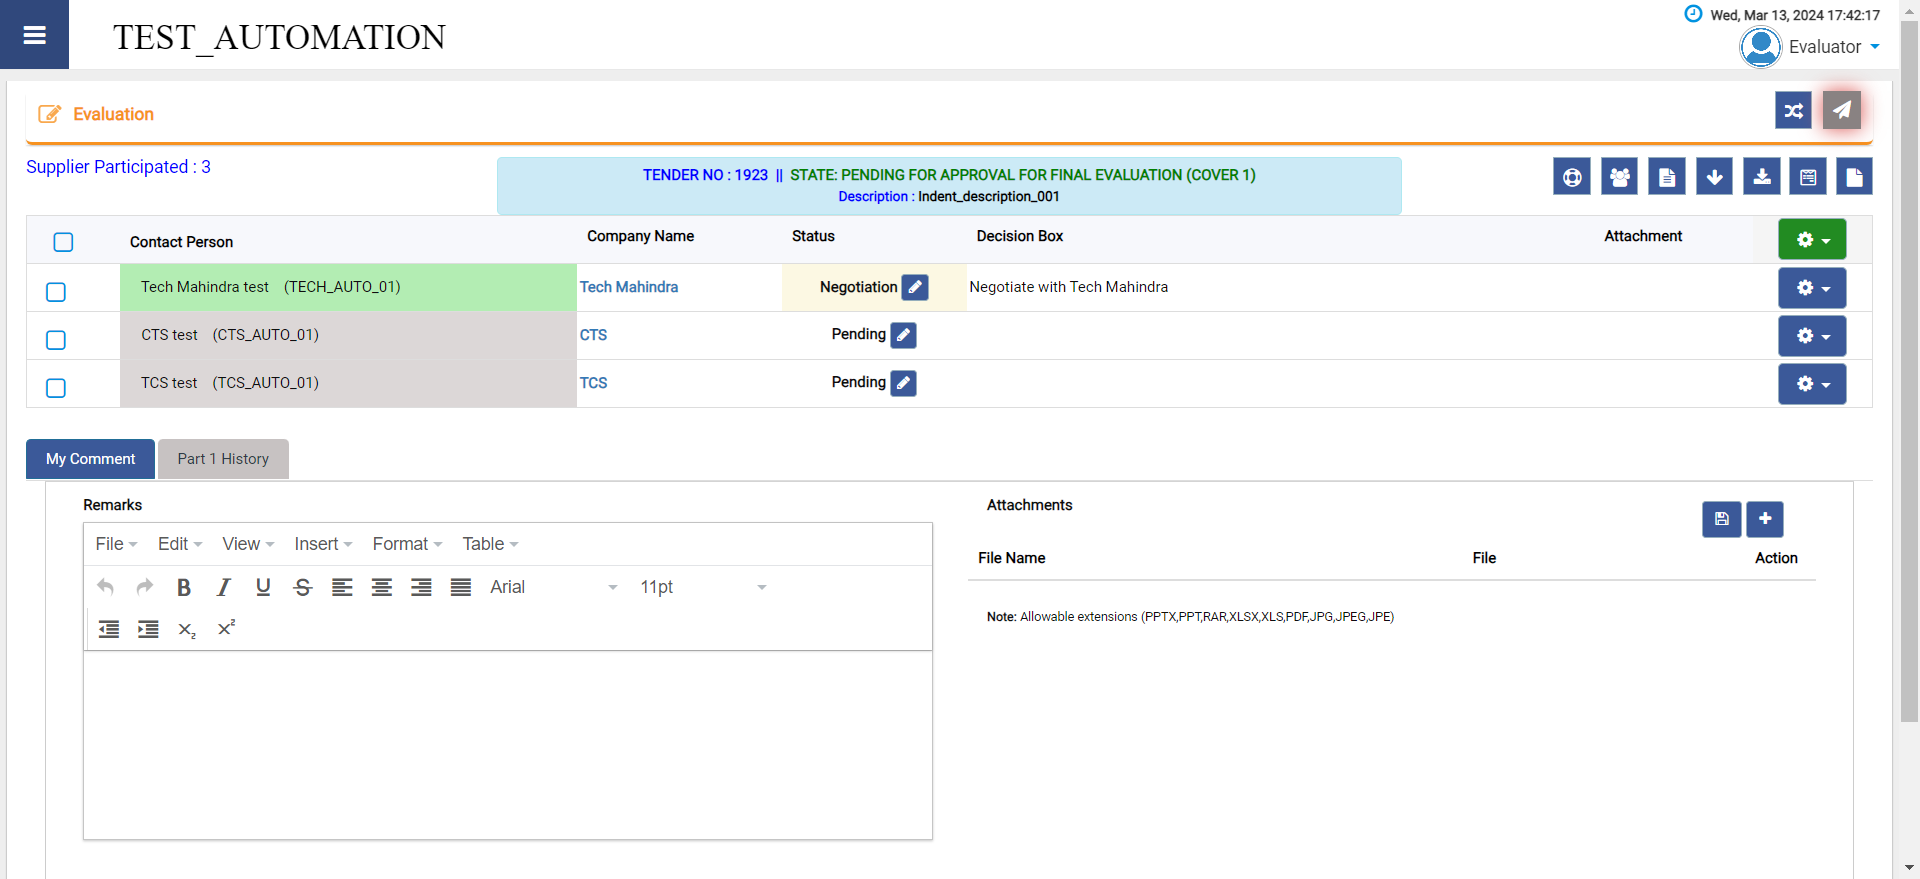 TEST_AUTOMATION
Wed, Mar 13, 2024 17:42:17
Evaluator
Evaluation
Supplier Participated : 3
TENDER NO : 1923 || STATE: PENDING FOR APPROVAL FOR FINAL EVALUATION (COVER 1)
Description : Indent_description_001
Contact Person Company Name Status Decision Box Attachment
Tech Mahindra test (TECH_AUTO_01) Tech Mahindra Negotiation Negotiate with Tech Mahindra
CTS test (CTS_AUTO_01) CTS Pending
TCS test (TCS_AUTO_01) TCS Pending
My Comment Part 1 History
Remarks
File Edit View Insert Format Table
B I U S Arial 11pt
x₂ x²
Attachments
File Name File Action
Note: Allowable extensions (PPTX,PPT,RAR,XLSX,XLS,PDF,JPG,JPEG,JPE)